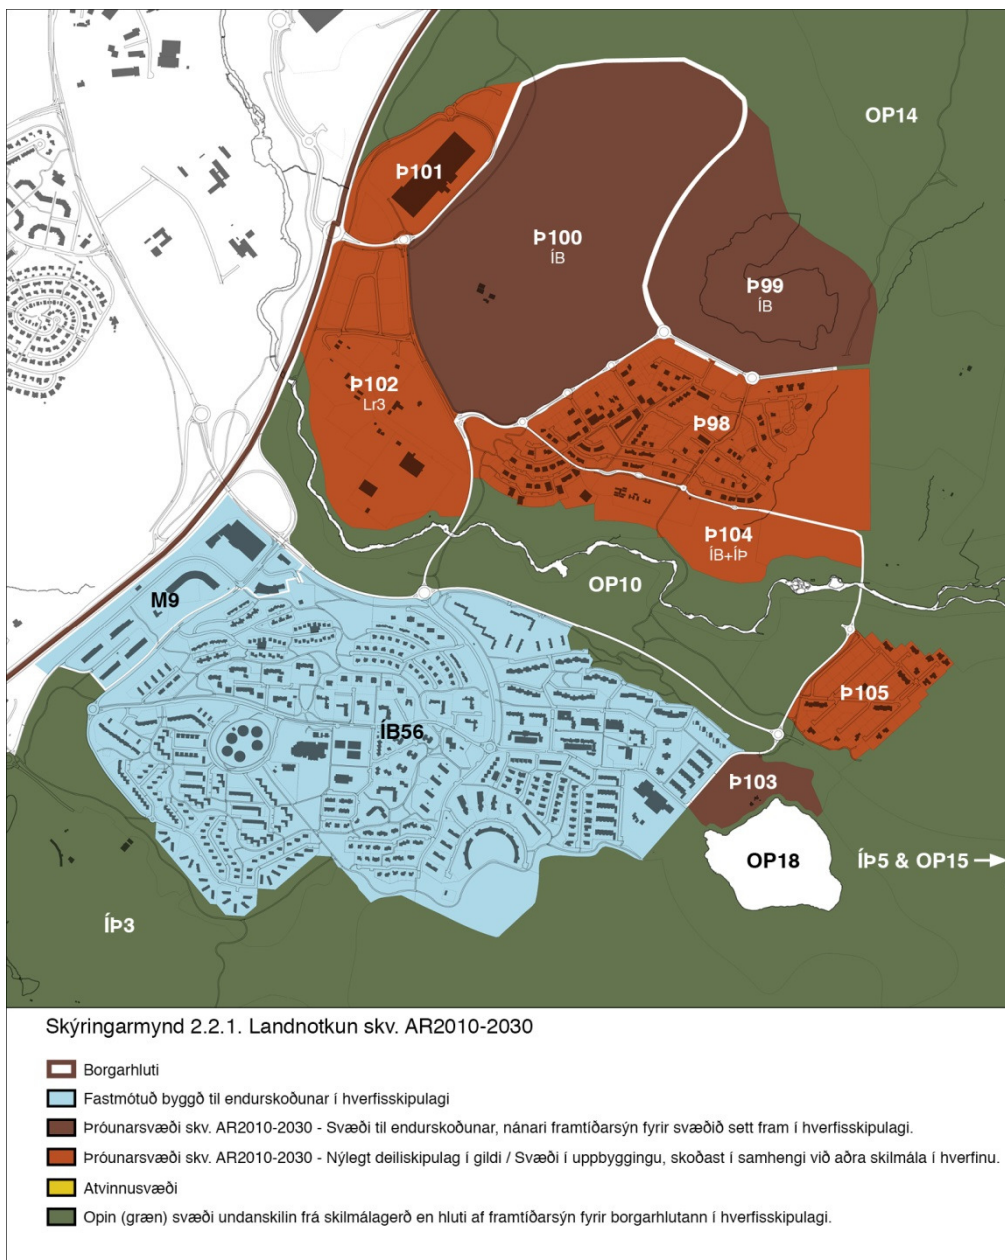 OP14
Þ101
Þ100
ÍB
Þ99
ÍB
Þ102
Lr3
Þ98
Þ104
ÍB+ÍÞ
OP10
M9
Þ105
ÍB56
Þ103
OP18
ÍÞ5 & OP15
ÍÞ3
Skýringarmynd 2.2.1. Landnotkun skv. AR2010-2030
Borgarhluti
Fastmótuð byggð til endurskoðunar í hverfisskipulagi
Þróunarsvæði skv. AR2010-2030 - Svæði til endurskoðunar, nánari framtíðarsýn fyrir svæðið sett fram í hverfisskipulagi.
Þróunarsvæði skv. AR2010-2030 - Nýlegt deiliskipulag í gildi / Svæði í uppbyggingu, skoðast í samhengi við aðra skilmála í hverfinu.
Atvinnusvæði
Opin (græn) svæði undanskilin frá skilmálagerð en hluti af framtíðarsýn fyrir borgarhlutann í hverfisskipulagi.